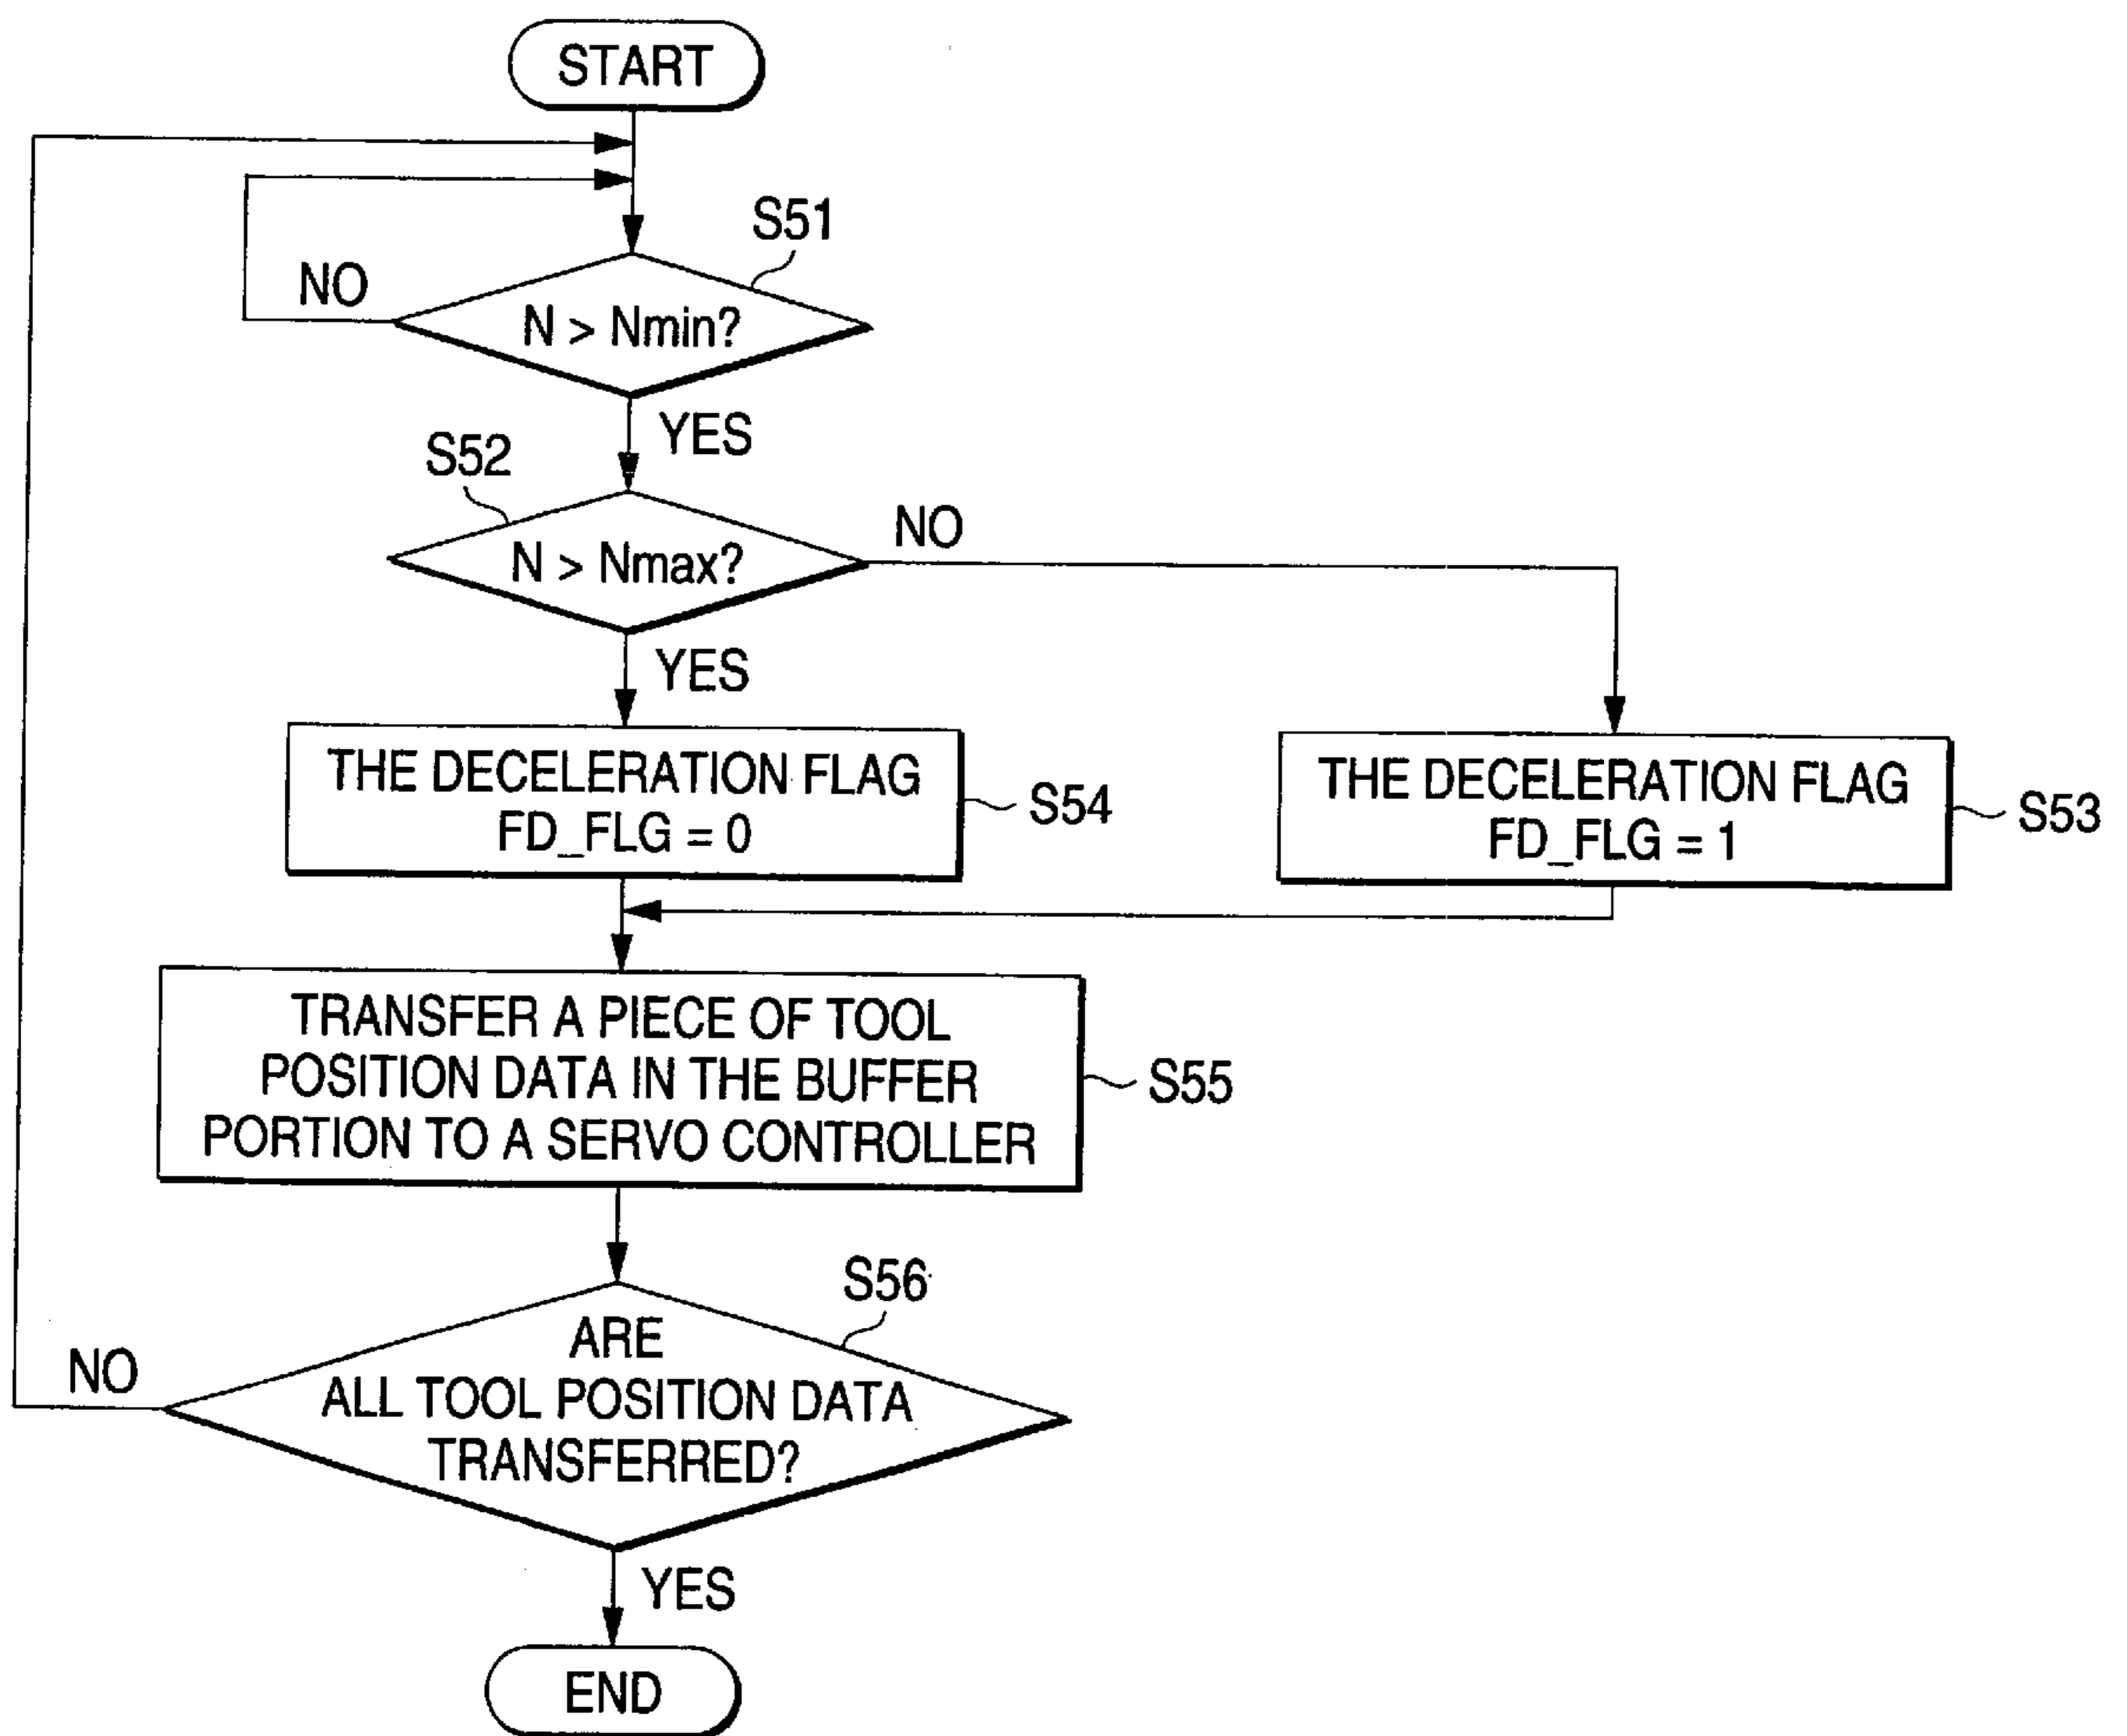 START
S51
NO
N > Nmin?
YES
S52
NO
N > Nmax?
YES
THE DECELERATION FLAG
FD_FLG = 0
S54
THE DECELERATION FLAG
FD_FLG = 1
S53
TRANSFER A PIECE OF TOOL
POSITION DATA IN THE BUFFER
PORTION TO A SERVO CONTROLLER
S55
S56
ARE
ALL TOOL POSITION DATA
TRANSFERRED?
NO
YES
END